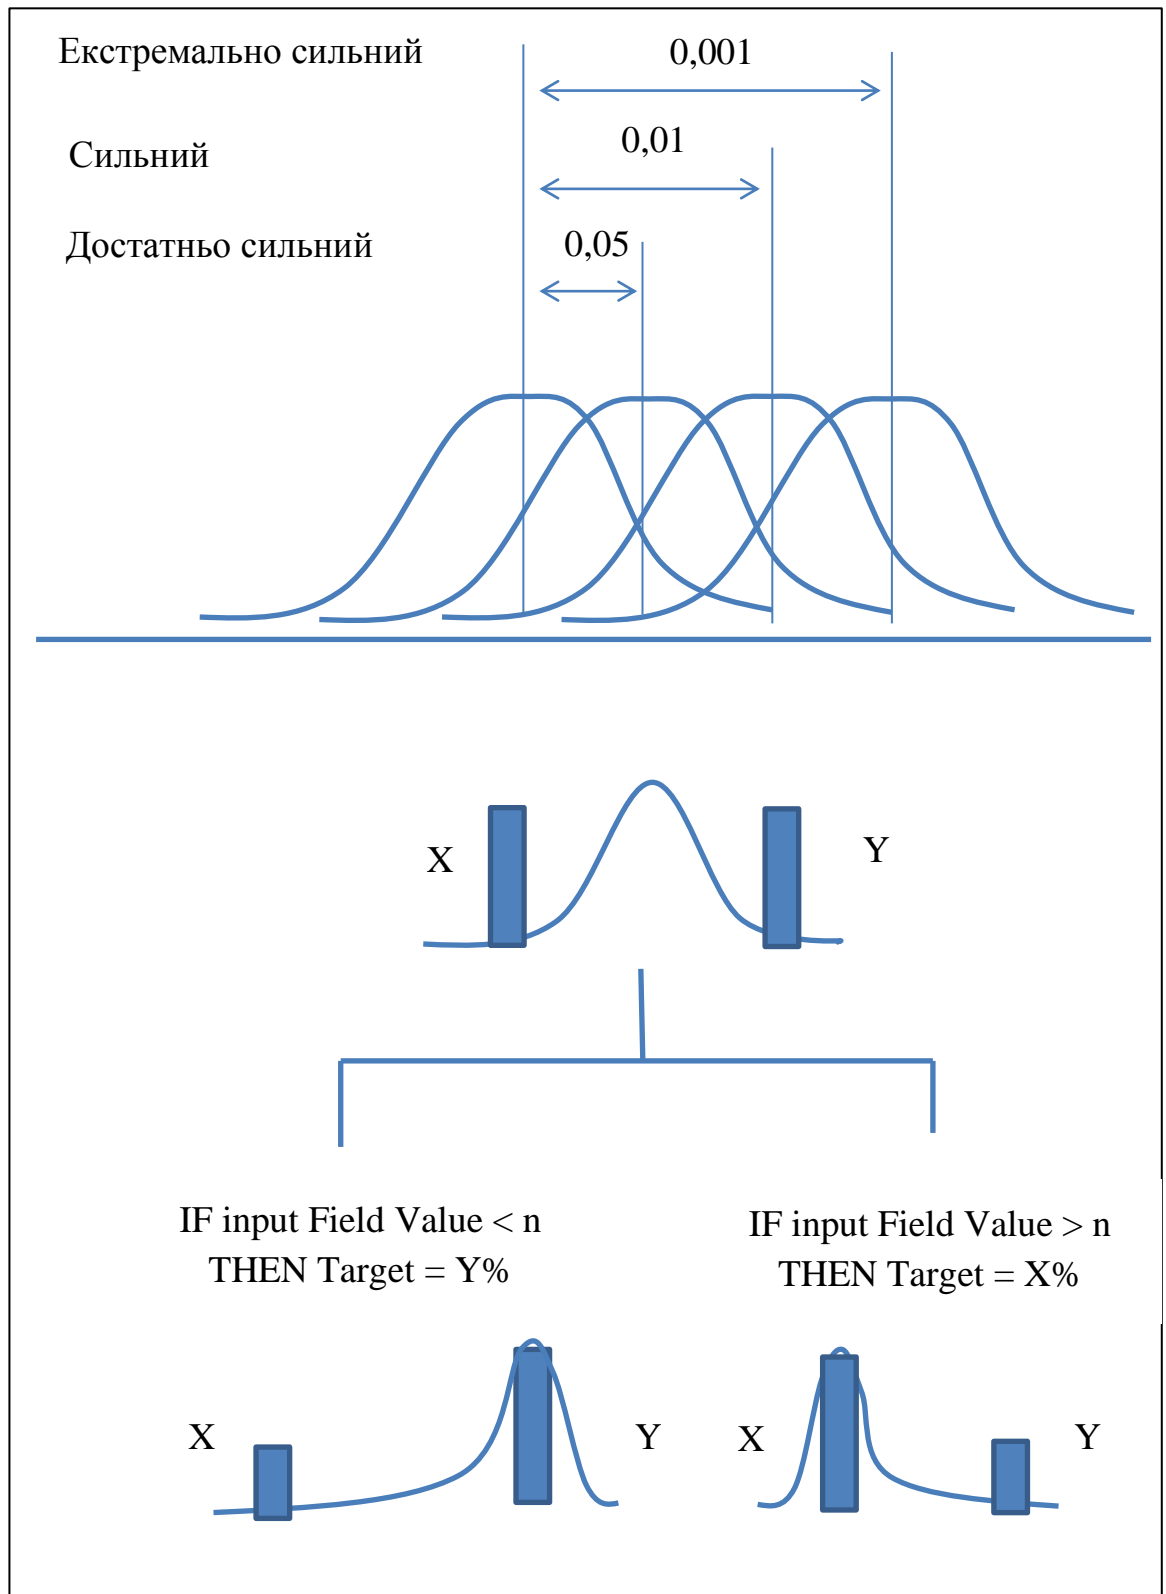 Екстремально сильний 0,001
Сильний 0,01
Достатньо сильний 0,05
X Y
IF input Field Value < n
THEN Target = Y%
IF input Field Value > n
THEN Target = X%
X Y
X Y